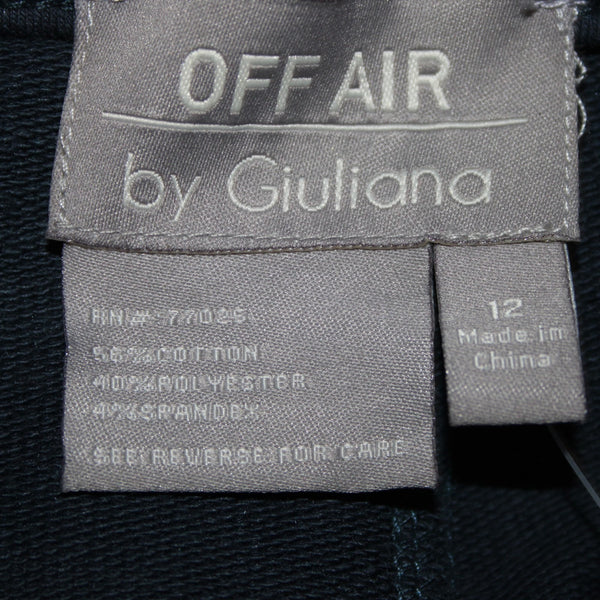 OFF AIR
by Giuliana
RN# 77026
56%COTTON
40%POLYESTER
4%SPANDEX
SEE REVERSE FOR CARE
12
Made in
China